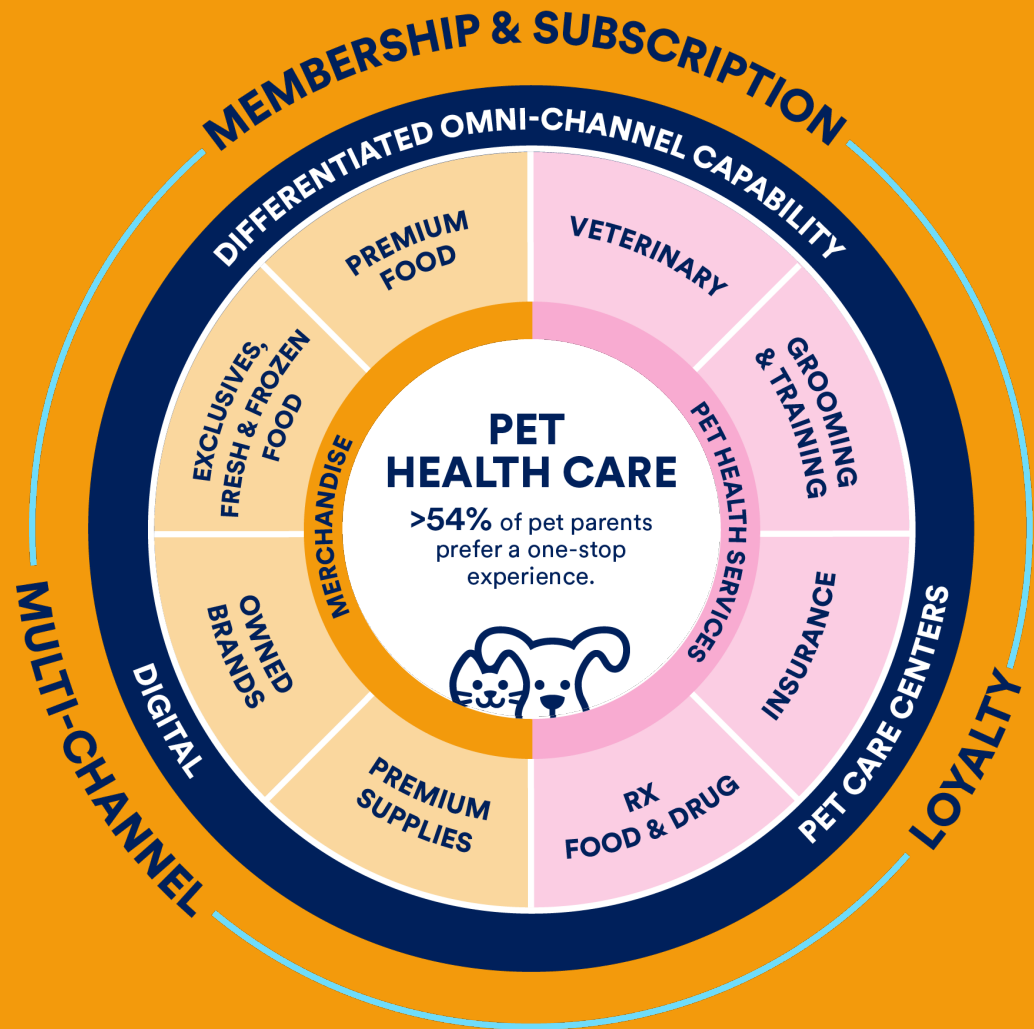 MEMBERSHIP & SUBSCRIPTION
DIFFERENTIATED OMNI-CHANNEL CAPABILITY
PREMIUM
FOOD
VETERINARY
EXCLUSIVES,
FRESH & FROZEN
FOOD
GROOMING
& TRAINING
MERCHANDISE
PET HEALTH SERVICES
PET
HEALTH CARE
>54% of pet parents
prefer a one-stop
experience.
OWNED
BRANDS
INSURANCE
PREMIUM
SUPPLIES
RX
FOOD & DRUG
DIGITAL
PET CARE CENTERS
MULTI-CHANNEL
LOYALTY